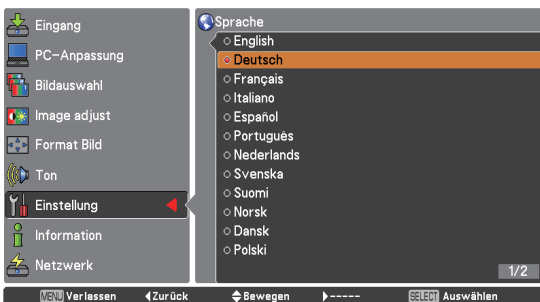 Eingang
PC-Anpassung
Bildauswahl
Image adjust
Format Bild
Ton
Einstellung
Information
Netzwerk
Sprache
English
Deutsch
Français
Italiano
Español
Português
Nederlands
Svenska
Suomi
Norsk
Dansk
Polski
1/2
MENU Verlassen Zurück Bewegen ----- SELECT Auswählen